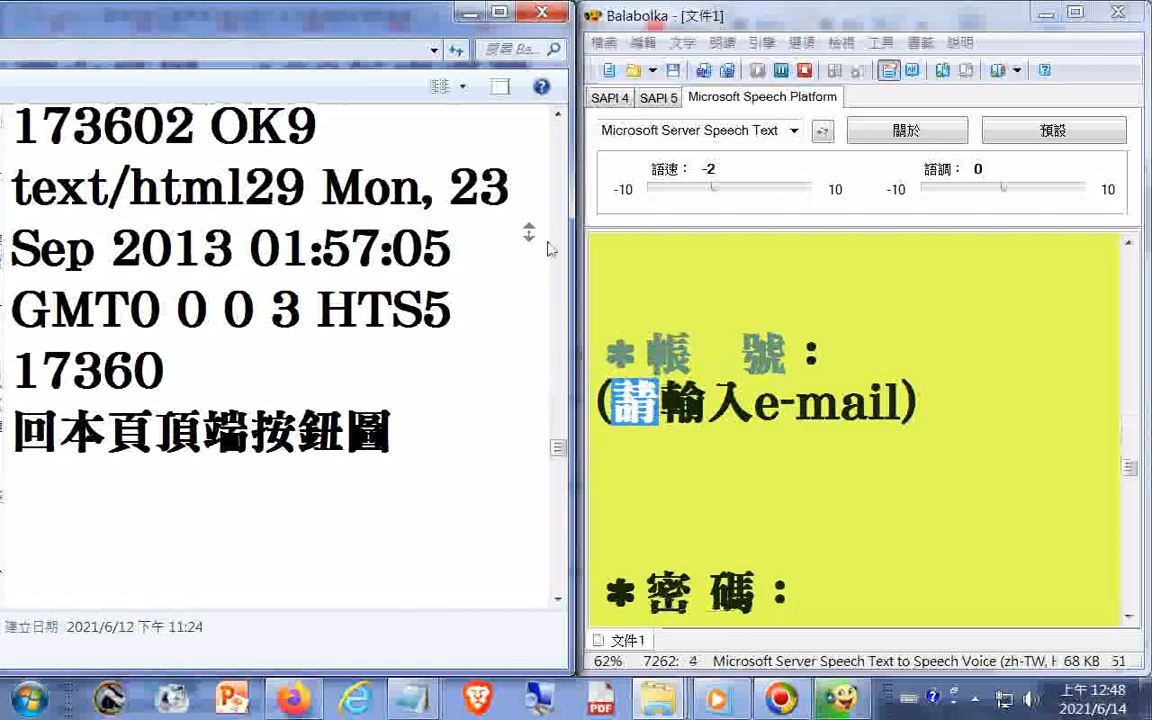 搜尋 Ba...
173602 OK9
text/html29 Mon, 23
Sep 2013 01:57:05
GMT0 0 0 3 HTS5
17360
回本頁頂端按鈕圖
建立日期 2021/6/12 下午 11:24
Balabolka - [文件1]
檔案 編輯 文字 朗讀 引擎 選項 檢視 工具 書籤 說明
SAPI 4 SAPI 5 Microsoft Speech Platform
Microsoft Server Speech Text 關於 預設
語速： -2 語調： 0
-10 10 -10 10
＊帳 號：
(請輸入e-mail)
＊密 碼：
文件1
62% 7262: 4 Microsoft Server Speech Text to Speech Voice (zh-TW, H 68 KB 51
PDF
上午 12:48
2021/6/14